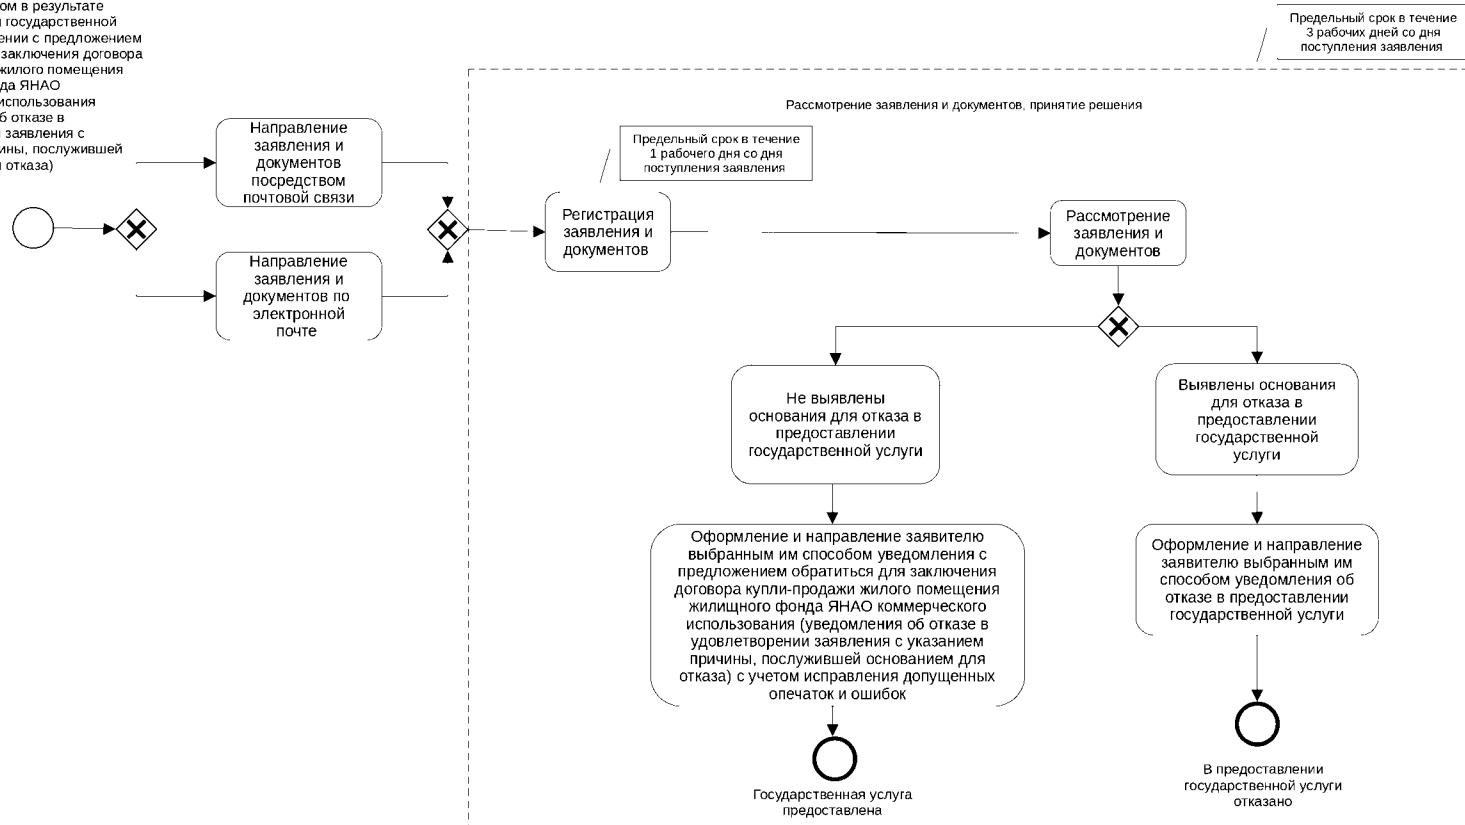 ом в результате
государственной
ении с предложением
заключения договора
жилого помещения
да ЯНАО
использования
б отказе в
заявления с
ины, послужившей
отказа)
Направление
заявления и
документов
посредством
почтовой связи
Направление
заявления и
документов по
электронной
почте
Предельный срок в течение
3 рабочих дней со дня
поступления заявления
Рассмотрение заявления и документов, принятие решения
Предельный срок в течение
1 рабочего дня со дня
поступления заявления
Регистрация
заявления и
документов
Рассмотрение
заявления и
документов
Не выявлены
основания для отказа в
предоставлении
государственной услуги
Выявлены основания
для отказа в
предоставлении
государственной
услуги
Оформление и направление заявителю
выбранным им способом уведомления с
предложением обратиться для заключения
договора купли-продажи жилого помещения
жилищного фонда ЯНАО коммерческого
использования (уведомления об отказе в
удовлетворении заявления с указанием
причины, послужившей основанием для
отказа) с учетом исправления допущенных
опечаток и ошибок
Оформление и направление
заявителю выбранным им
способом уведомления об
отказе в предоставлении
государственной услуги
Государственная услуга
предоставлена
В предоставлении
государственной услуги
отказано